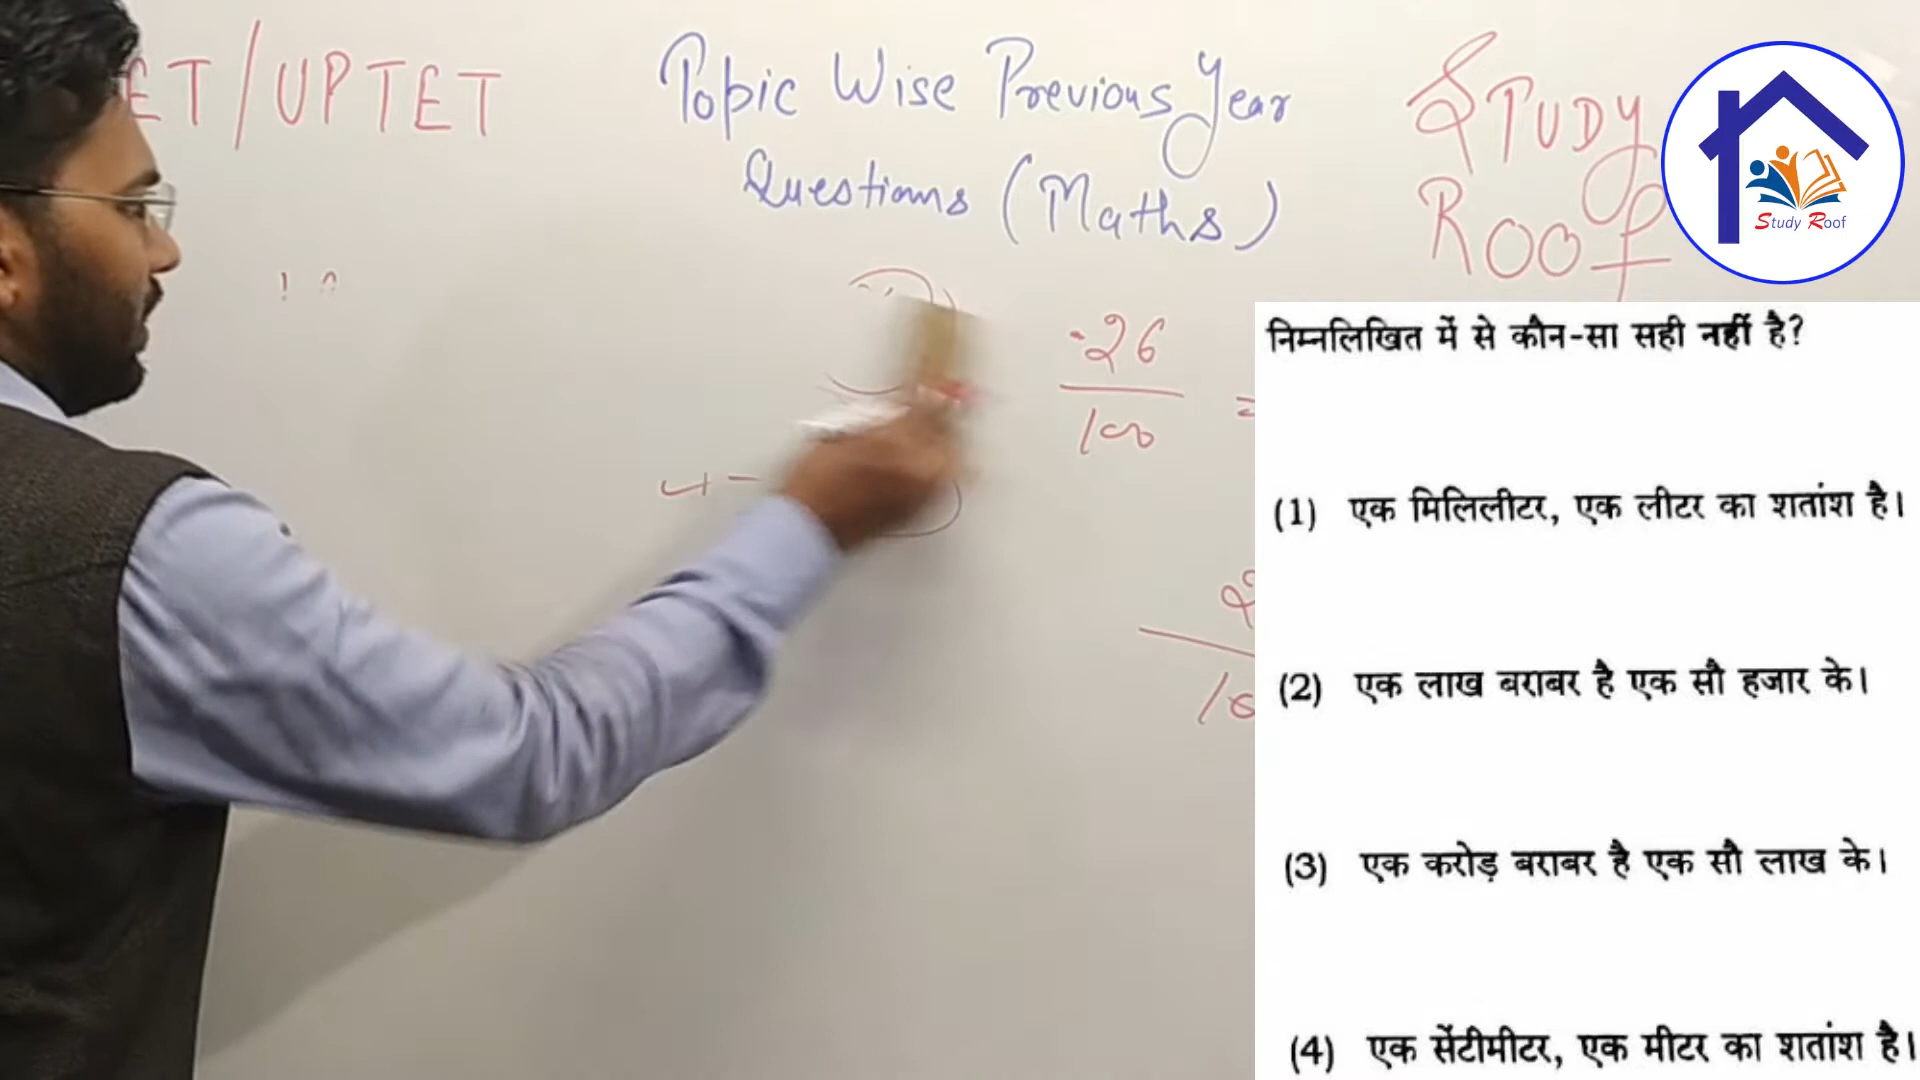 ET/UPTET
Topic Wise Previous Year
Questions (Maths)
STUDY
ROOF
Study Roof
.26
100
=
निम्नलिखित में से कौन-सा सही नहीं है?
(1) एक मिलिलीटर, एक लीटर का शतांश है।
(2) एक लाख बराबर है एक सौ हजार के।
(3) एक करोड़ बराबर है एक सौ लाख के।
(4) एक सेंटीमीटर, एक मीटर का शतांश है।